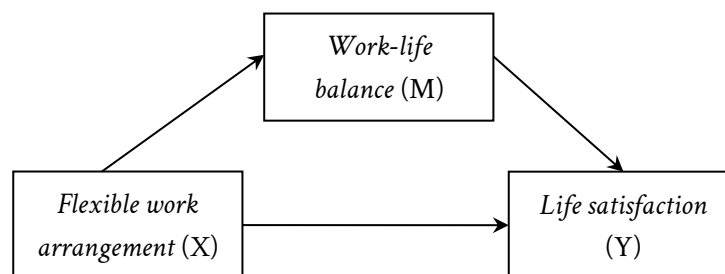 Work-life
balance (M)
Flexible work
arrangement (X)
Life satisfaction
(Y)